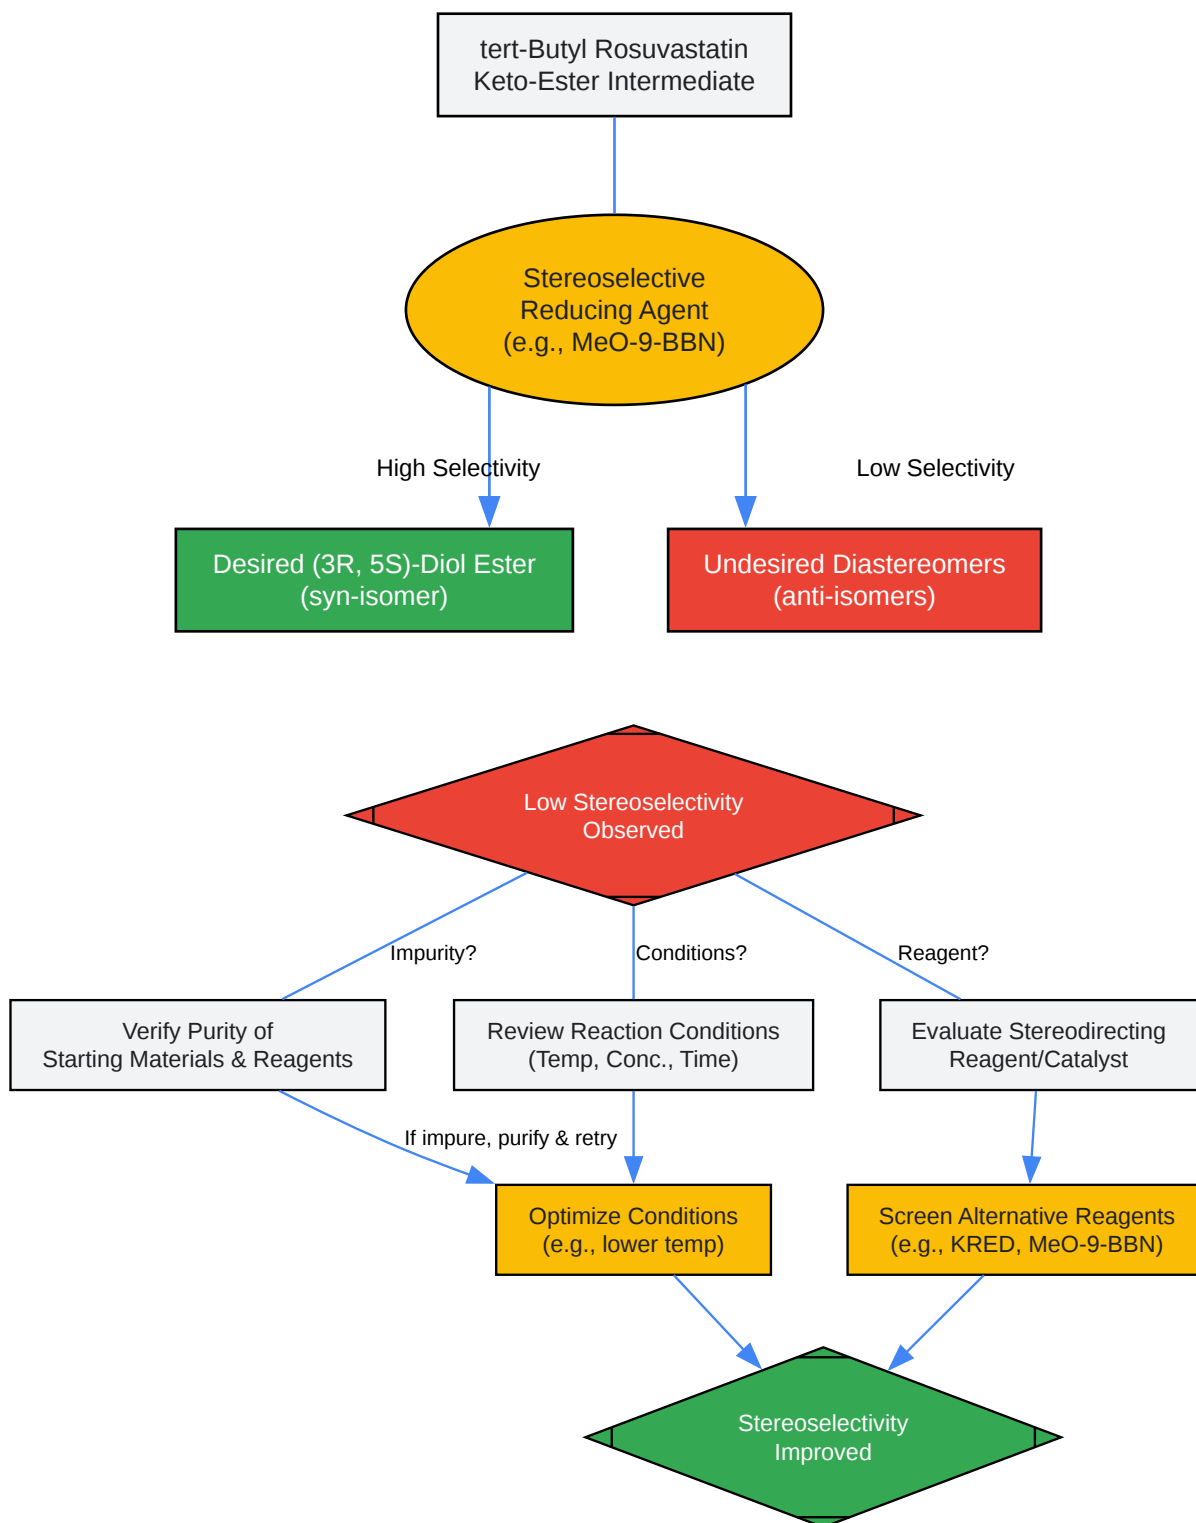 tert-Butyl Rosuvastatin
Keto-Ester Intermediate
Stereoselective
Reducing Agent
(e.g., MeO-9-BBN)
High Selectivity
Low Selectivity
Desired (3R, 5S)-Diol Ester
(syn-isomer)
Undesired Diastereomers
(anti-isomers)
Low Stereoselectivity
Observed
Impurity?
Conditions?
Reagent?
Verify Purity of
Starting Materials & Reagents
Review Reaction Conditions
(Temp, Conc., Time)
Evaluate Stereodirecting
Reagent/Catalyst
If impure, purify & retry
Optimize Conditions
(e.g., lower temp)
Screen Alternative Reagents
(e.g., KRED, MeO-9-BBN)
Stereoselectivity
Improved